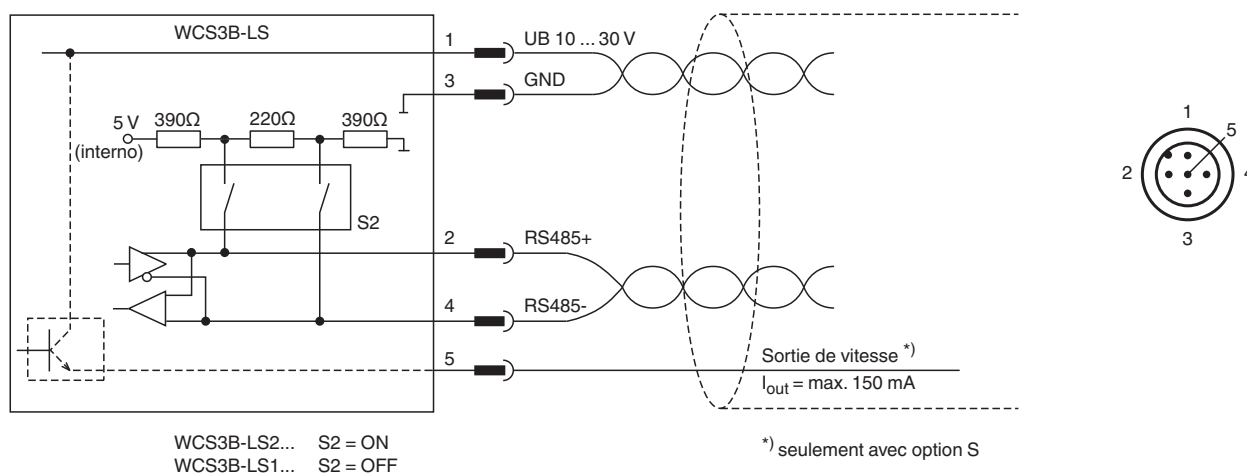 WCS3B-LS
1
UB 10 ... 30 V
3
GND
5 V
(interno)
390Ω
220Ω
390Ω
S2
2
RS485+
4
RS485-
5
Sortie de vitesse *)
Iout = max. 150 mA
WCS3B-LS2... S2 = ON
WCS3B-LS1... S2 = OFF
*) seulement avec option S
1
5
2
4
3